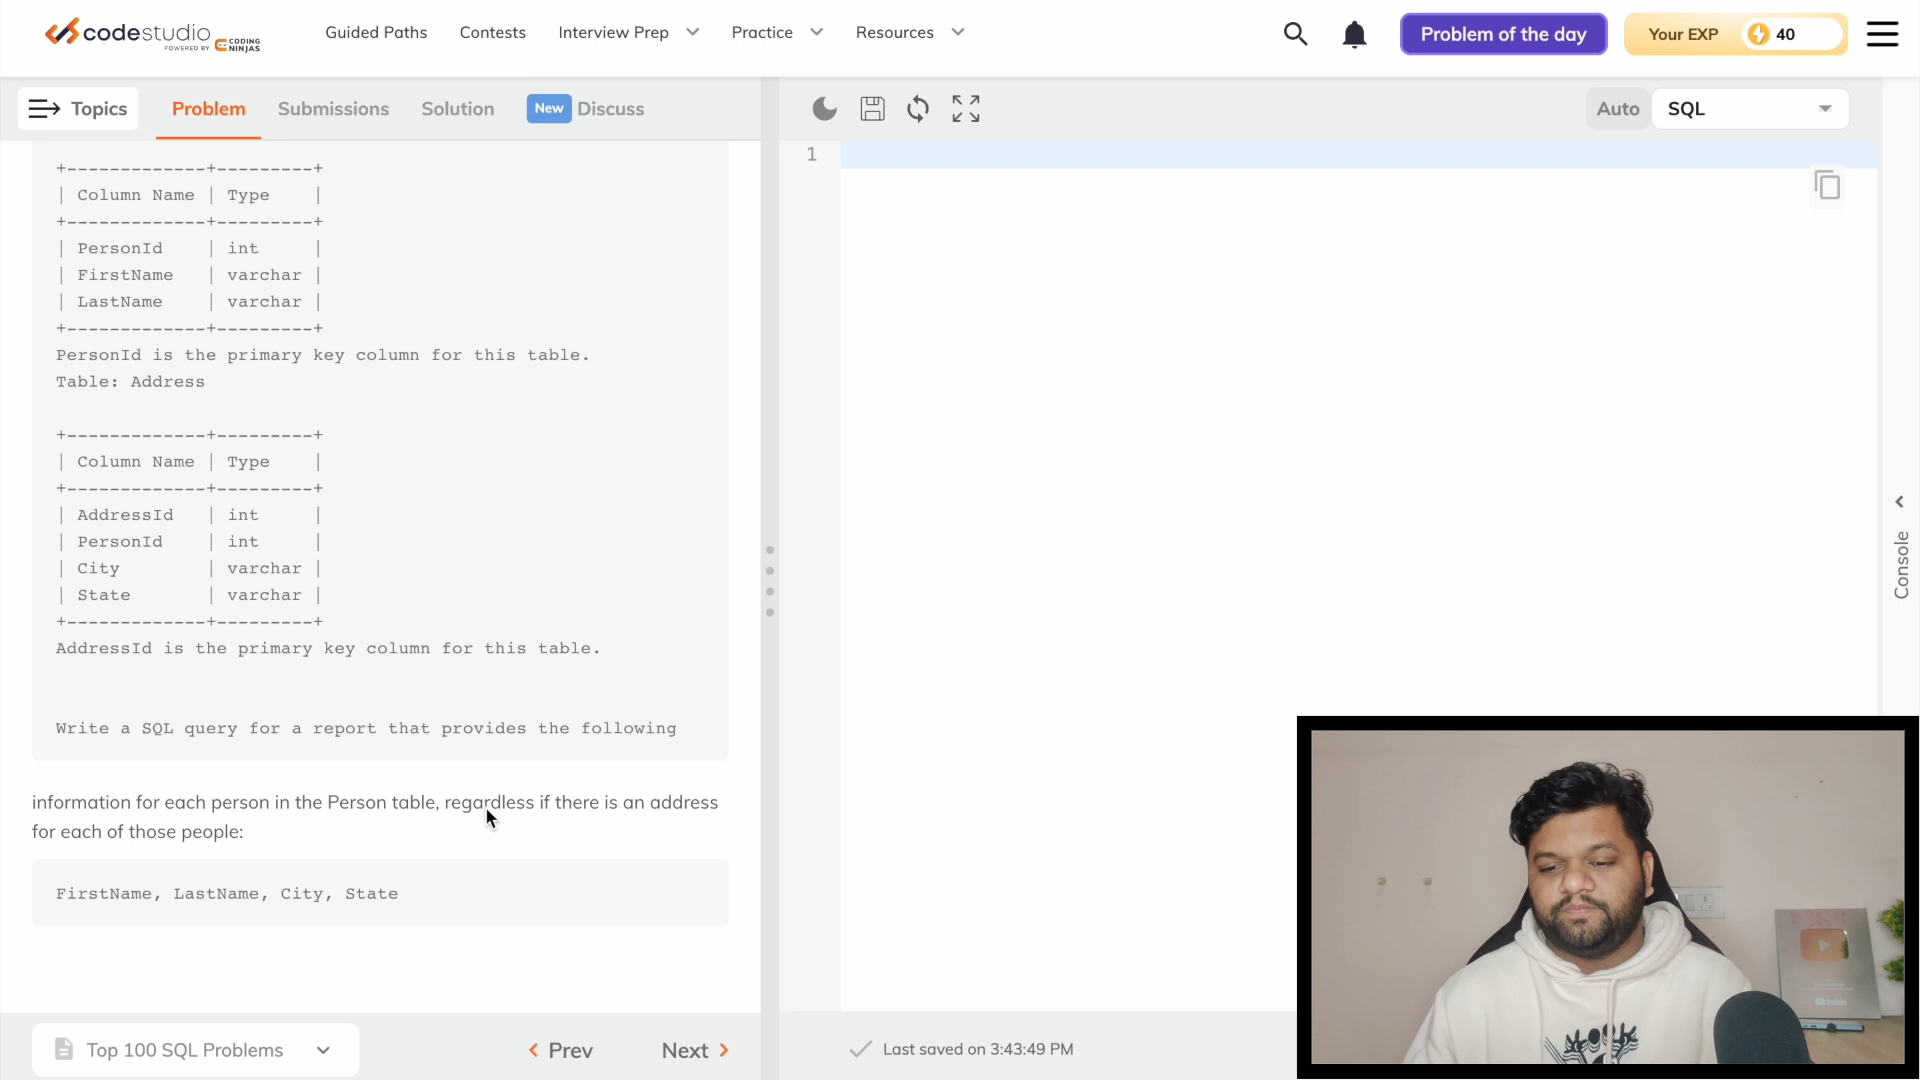 codestudio
POWERED BY CODING NINJAS
Guided Paths
Contests
Interview Prep
Practice
Resources
Problem of the day
Your EXP
40
Topics
Problem
Submissions
Solution
New
Discuss
Auto
SQL
+-------------+---------+
| Column Name | Type    |
+-------------+---------+
| PersonId    | int     |
| FirstName   | varchar |
| LastName    | varchar |
+-------------+---------+
PersonId is the primary key column for this table.
Table: Address
+-------------+---------+
| Column Name | Type    |
+-------------+---------+
| AddressId   | int     |
| PersonId    | int     |
| City        | varchar |
| State       | varchar |
+-------------+---------+
AddressId is the primary key column for this table.
Write a SQL query for a report that provides the following
information for each person in the Person table, regardless if there is an address
for each of those people:
FirstName, LastName, City, State
Top 100 SQL Problems
Prev
Next
1
Console
Last saved on 3:43:49 PM
YouTube